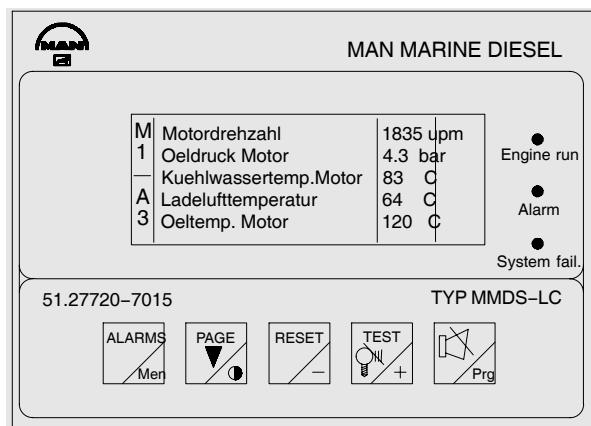 MAN
MAN MARINE DIESEL
M
1
—
A
3
Motordrehzahl 1835 upm
Oeldruck Motor 4.3 bar
Kuehlwassertemp.Motor 83 C
Ladelufttemperatur 64 C
Oeltemp. Motor 120 C
Engine run
Alarm
System fail.
51.27720–7015
TYP MMDS–LC
ALARMS
Men
PAGE
RESET
–
TEST
+
Prg